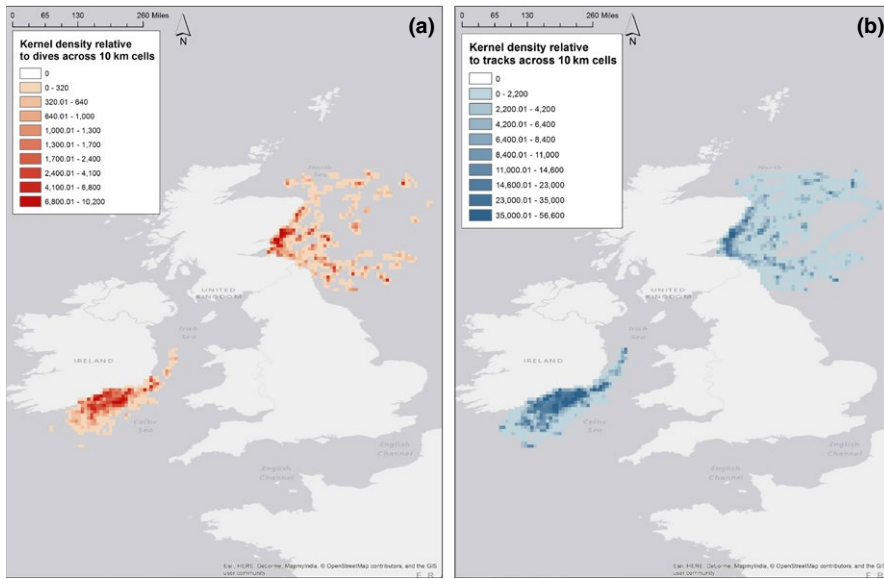 0 65 130 260 Miles
N
(a)
Kernel density relative
to dives across 10 km cells
0
0 - 320
320.01 - 640
640.01 - 1,000
1,000.01 - 1,300
1,300.01 - 1,700
1,700.01 - 2,400
2,400.01 - 4,100
4,100.01 - 6,800
6,800.01 - 10,200
North
Sea
UNITED
KINGDOM
Irish
Sea
IRELAND
Celtic
Sea
English
Channel
English
Channel
Esri, HERE, DeLorme, MapmyIndia, © OpenStreetMap contributors, and the GIS
user community
F R
0 65 130 260 Miles
N
(b)
Kernel density relative
to tracks across 10 km cells
0
0 - 2,200
2,200.01 - 4,200
4,200.01 - 6,400
6,400.01 - 8,400
8,400.01 - 11,000
11,000.01 - 14,600
14,600.01 - 23,000
23,000.01 - 35,000
35,000.01 - 56,600
North
UNITED
KINGDOM
Irish
Sea
IRELAND
Celtic
Sea
English
Channel
English
Channel
Esri, HERE, DeLorme, MapmyIndia, © OpenStreetMap contributors, and the GIS
user community
F R